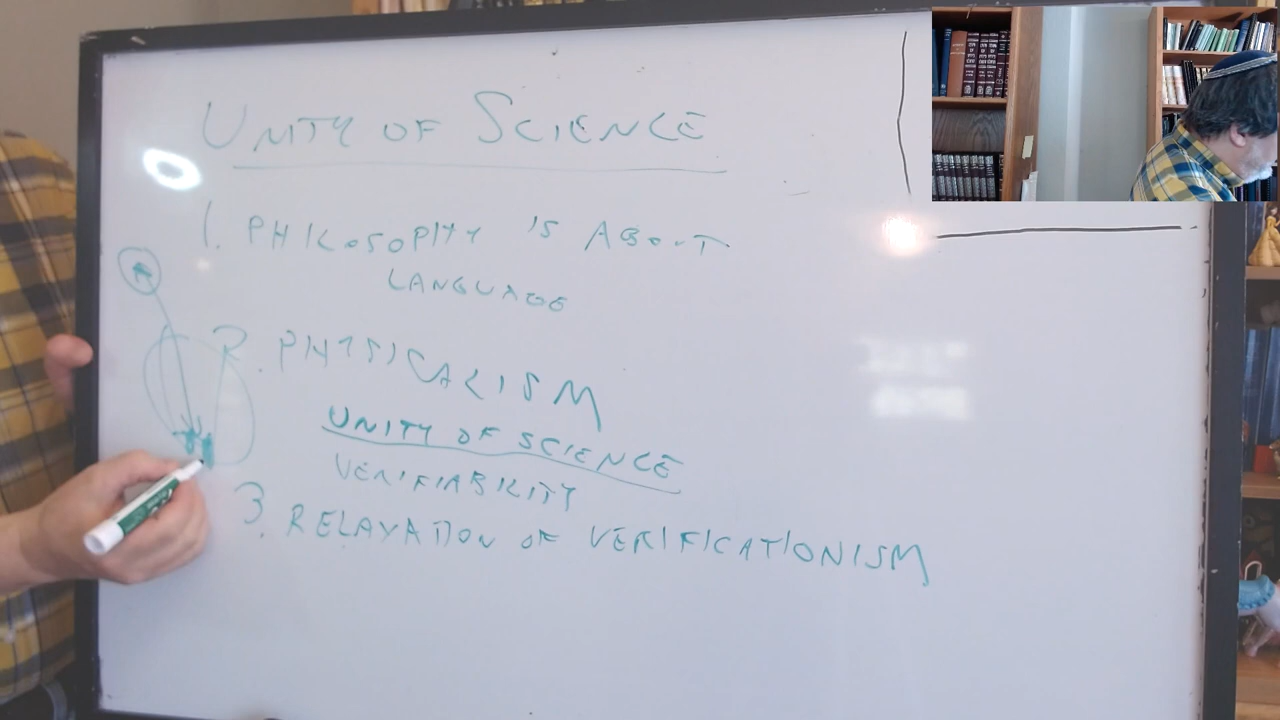 UNITY OF SCIENCE
1. PHILOSOPHY IS ABOUT
LANGUAGE
2. PHYSICALISM
UNITY OF SCIENCE
VERIFIABILITY
3. RELAXATION OF VERIFICATIONISM